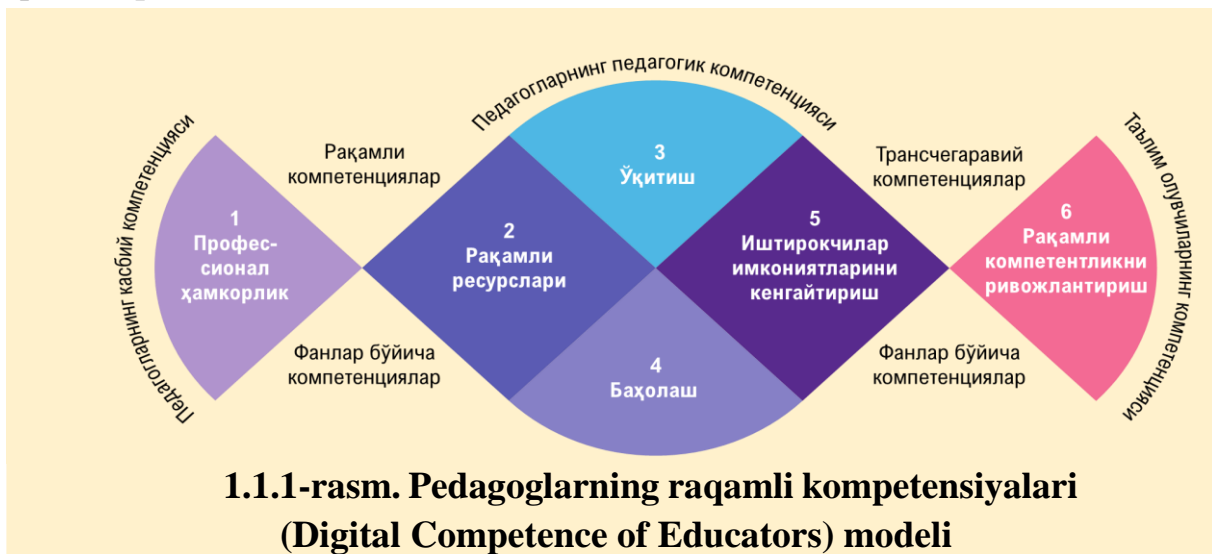 Педагогларнинг касбий компетенцияси
1
Профес-
сионал
ҳамкорлик
Рақамли
компетенциялар
Фанлар бўйича
компетенциялар
2
Рақамли
ресурслари
Педагогларнинг педагогик компетенцияси
3
Ўқитиш
4
Баҳолаш
5
Иштирокчилар
имкониятларини
кенгайтириш
Трансчегаравий
компетенциялар
Фанлар бўйича
компетенциялар
6
Рақамли
компетентликни
ривожлантириш
Таълим олувчиларнинг компетенцияси
1.1.1-rasm. Pedagoglarning raqamli kompetensiyalari
(Digital Competence of Educators) modeli